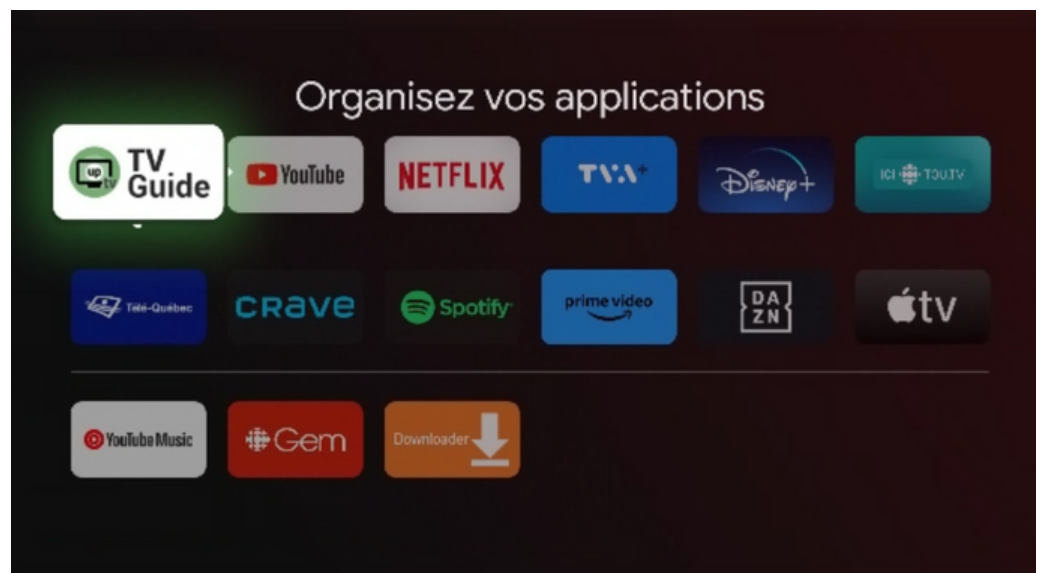 Organisez vos applications
up
tv
TV
Guide
YouTube
NETFLIX
TVA+
Disney+
ICI TOU.TV
Télé-Québec
CRAVE
Spotify
prime video
DA
ZN
tv
YouTube Music
Gem
Downloader